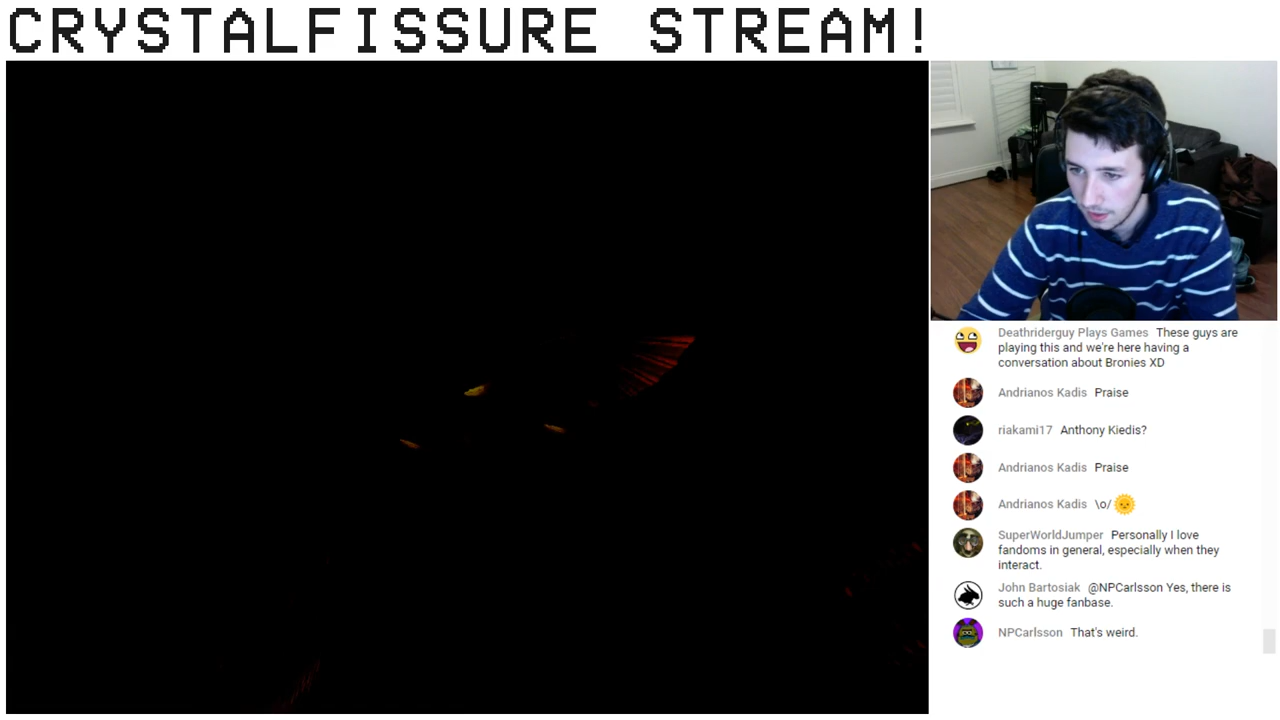 CRYSTALFISSURE STREAM!
Deathriderguy Plays Games These guys are
playing this and we're here having a
conversation about Bronies XD
Andrianos Kadis Praise
riakami17 Anthony Kiedis?
Andrianos Kadis Praise
Andrianos Kadis \o/ 🌞
SuperWorldJumper Personally I love
fandoms in general, especially when they
interact.
John Bartosiak @NPCarlsson Yes, there is
such a huge fanbase.
NPCarlsson That's weird.